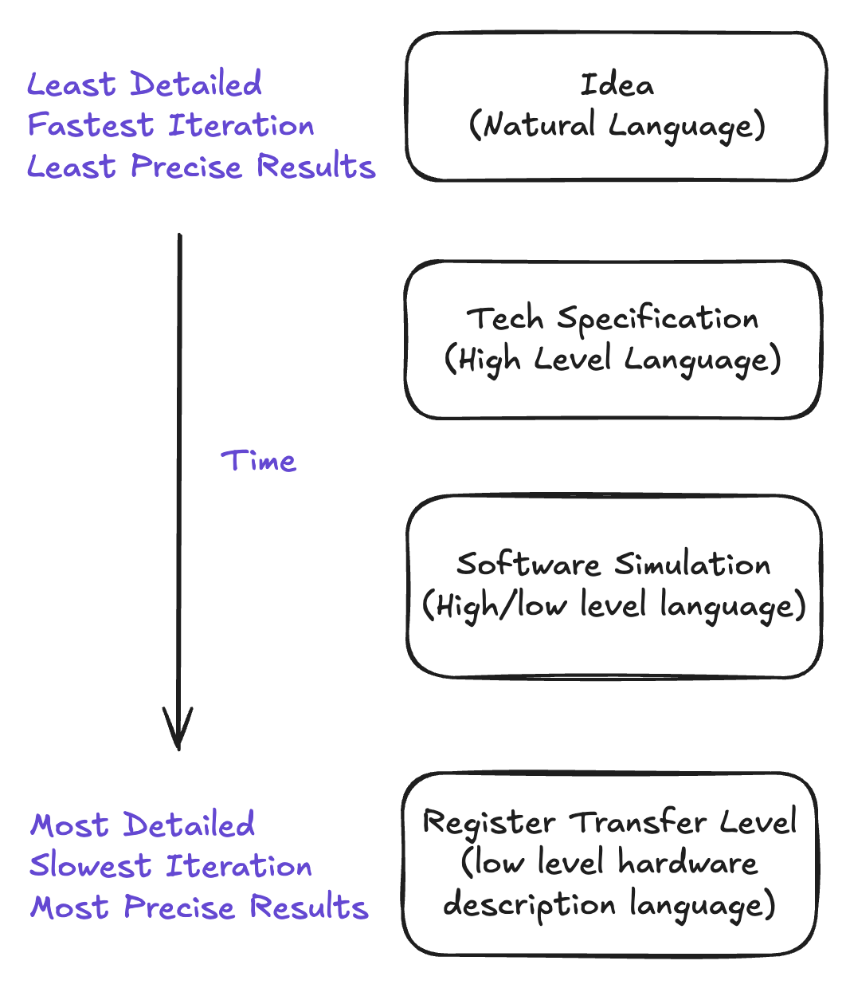 Least Detailed
Fastest Iteration
Least Precise Results
Idea
(Natural Language)
Tech Specification
(High Level Language)
Time
Software Simulation
(High/low level language)
Most Detailed
Slowest Iteration
Most Precise Results
Register Transfer Level
(low level hardware
description language)